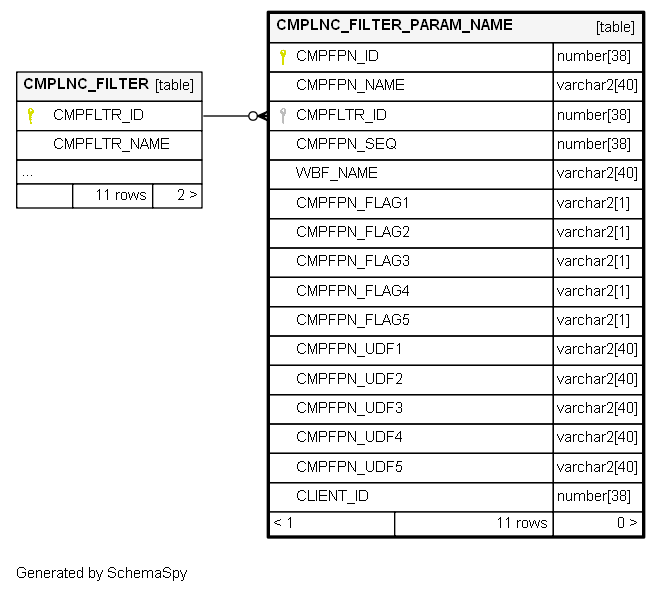 CMPLNC_FILTER [table]
CMPFLTR_ID
CMPFLTR_NAME
...
11 rows 2 >
CMPLNC_FILTER_PARAM_NAME [table]
CMPFPN_ID number[38]
CMPFPN_NAME varchar2[40]
CMPFLTR_ID number[38]
CMPFPN_SEQ number[38]
WBF_NAME varchar2[40]
CMPFPN_FLAG1 varchar2[1]
CMPFPN_FLAG2 varchar2[1]
CMPFPN_FLAG3 varchar2[1]
CMPFPN_FLAG4 varchar2[1]
CMPFPN_FLAG5 varchar2[1]
CMPFPN_UDF1 varchar2[40]
CMPFPN_UDF2 varchar2[40]
CMPFPN_UDF3 varchar2[40]
CMPFPN_UDF4 varchar2[40]
CMPFPN_UDF5 varchar2[40]
CLIENT_ID number[38]
< 1 11 rows 0 >
Generated by SchemaSpy